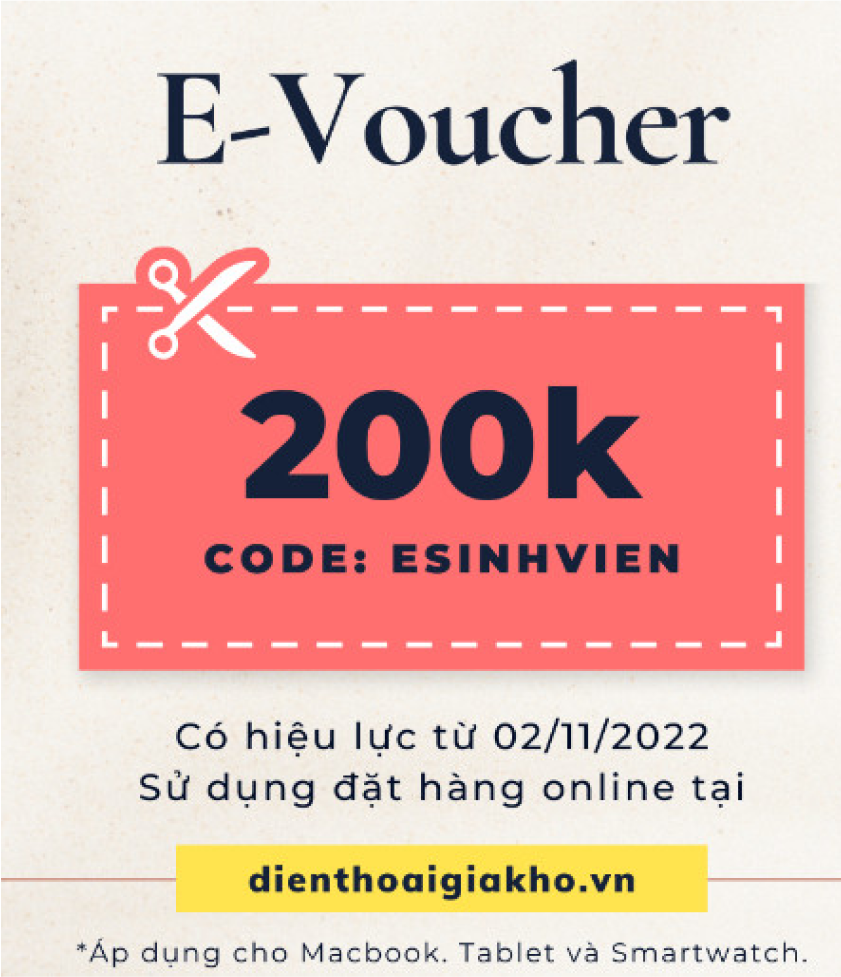 E-Voucher
200k
CODE: ESINHVIEN
Có hiệu lực từ 02/11/2022
Sử dụng đặt hàng online tại
dienthoaigiakho.vn
*Áp dụng cho Macbook. Tablet và Smartwatch.